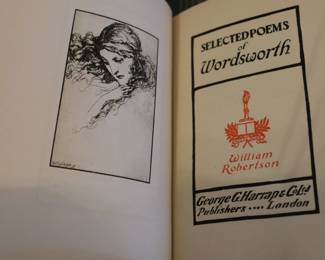 SELECTED POEMS
of
Wordsworth
William
Robertson
George G. Harrap & Co Ltd
Publishers .... London